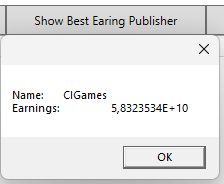 Show Best Earing Publisher
Name: CIGames
Earnings: 5,8323534E+10
OK